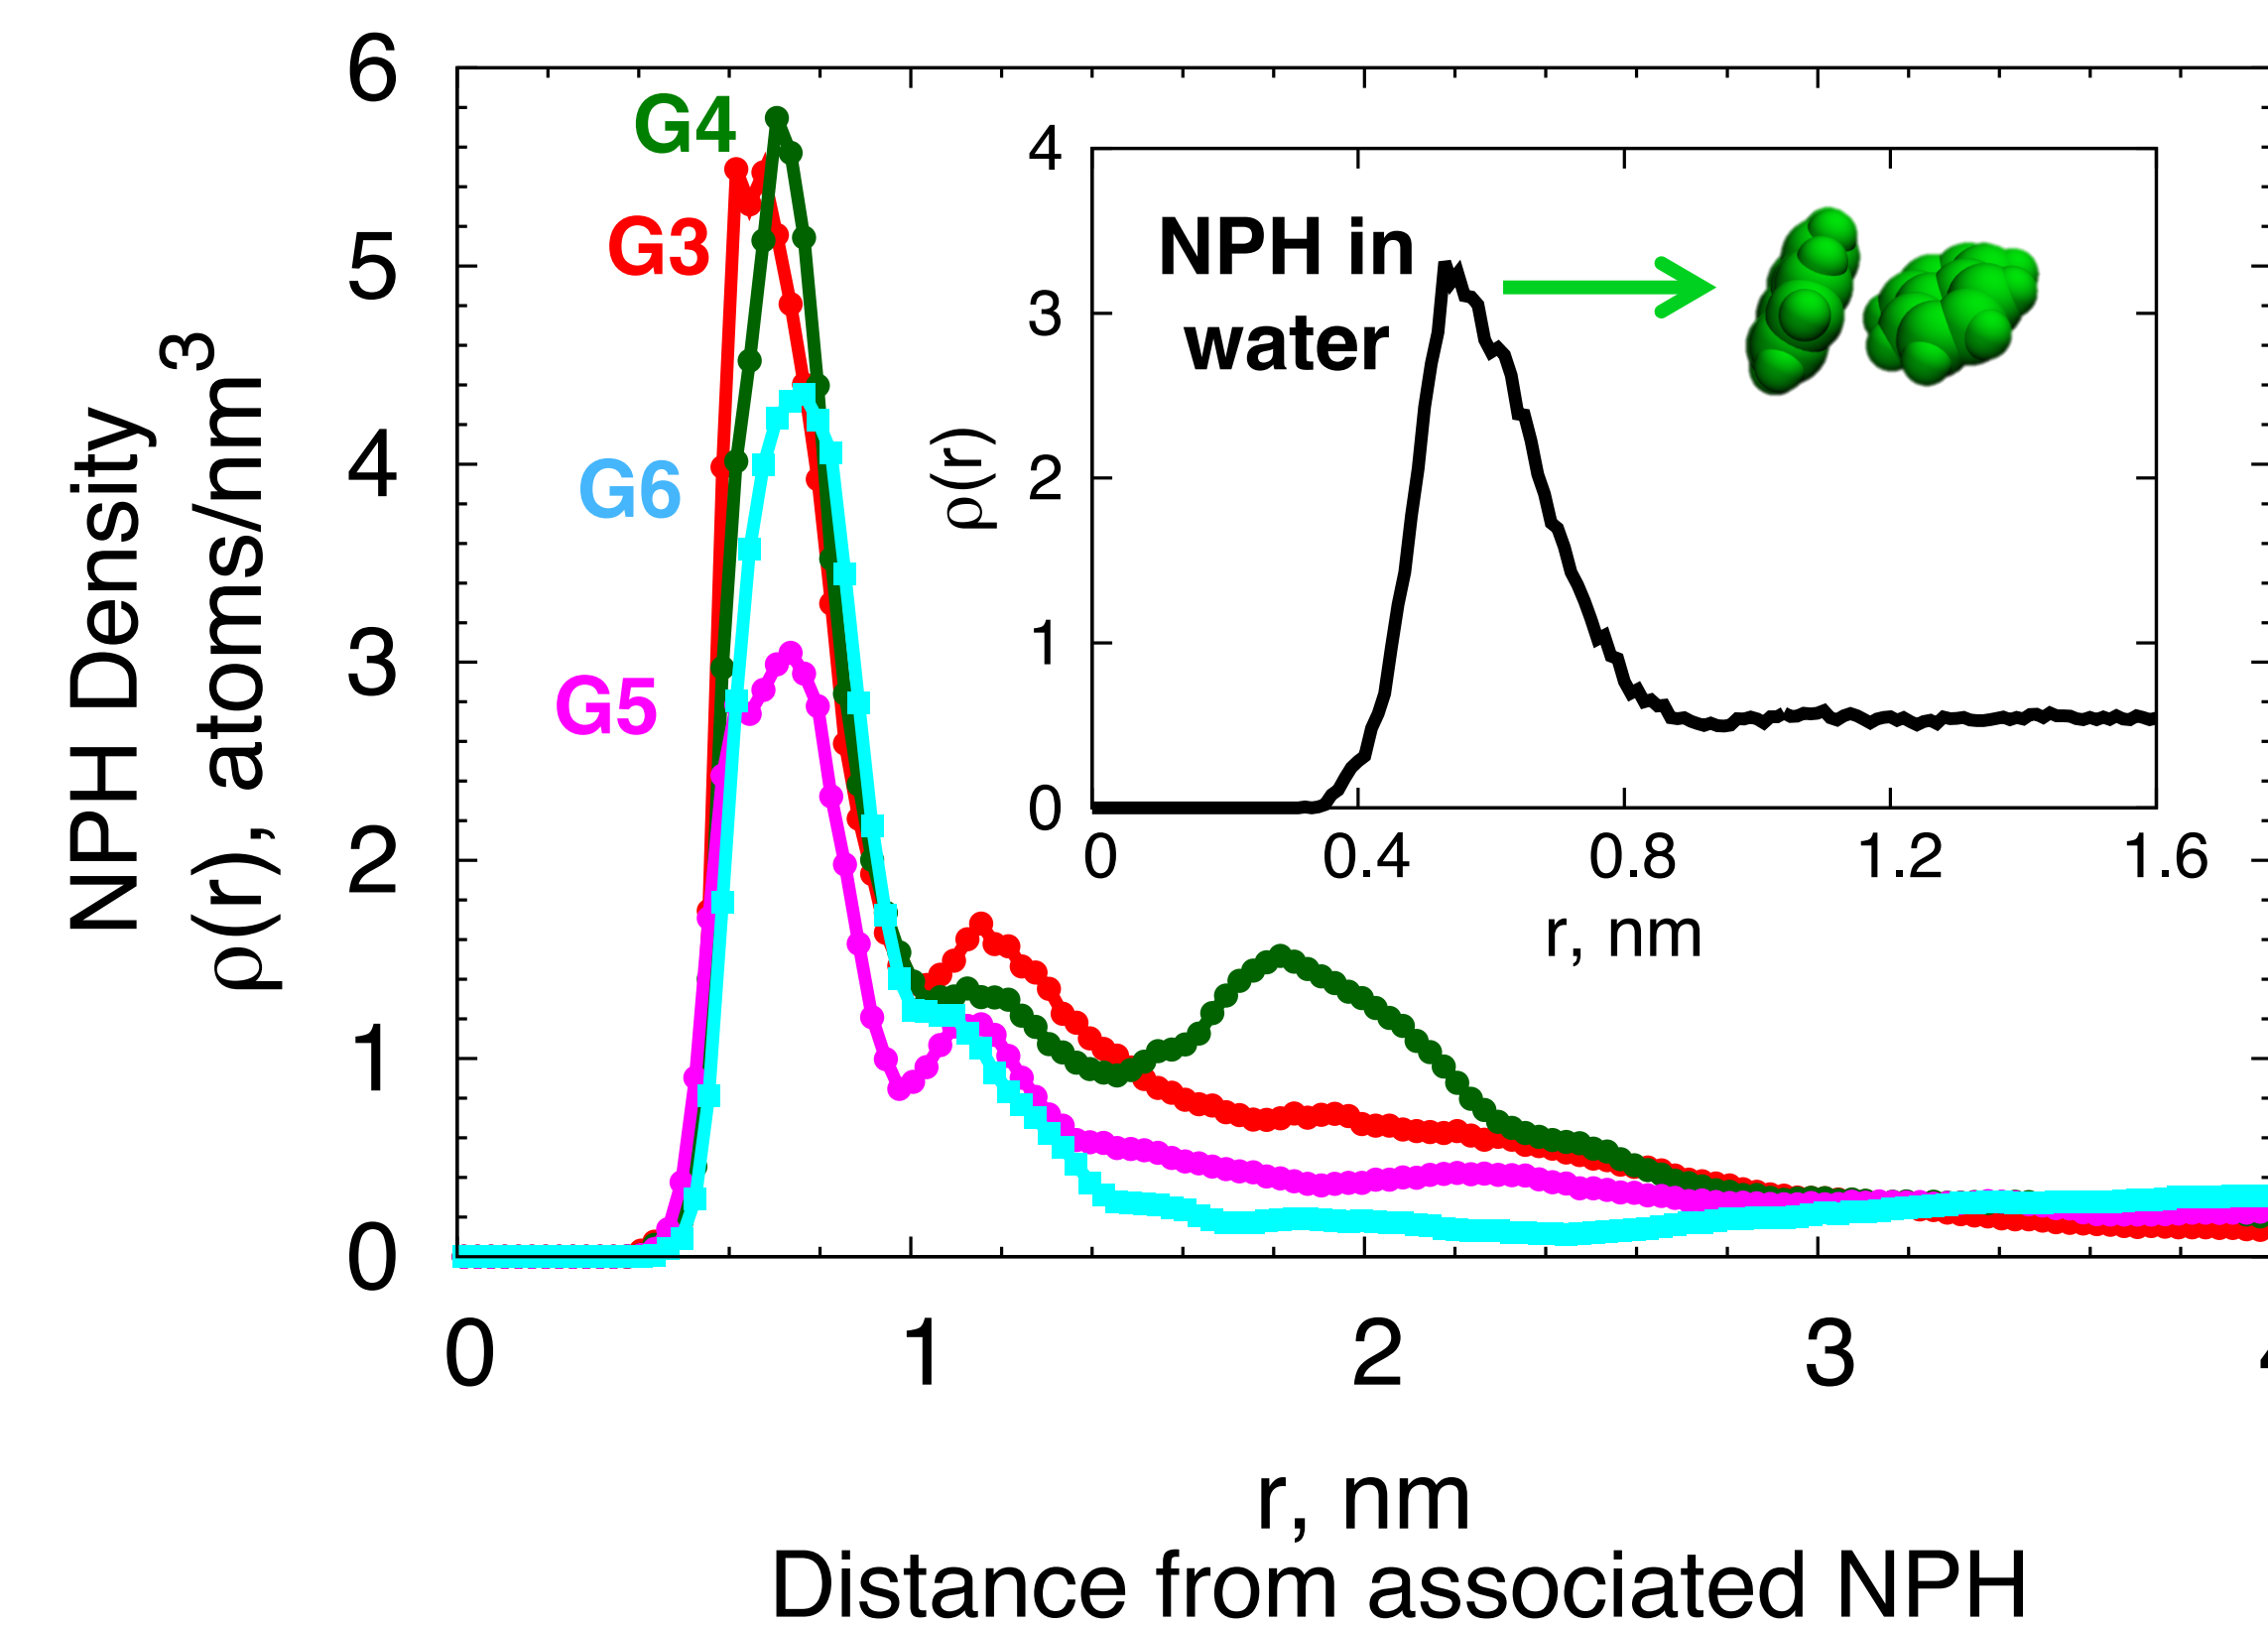 NPH Density
ρ(r), atoms/nm3
6
5
4
3
2
1
0
G4
G3
G6
G5
NPH in
water
ρ(r)
4
3
2
1
0
0 0.4 0.8 1.2 1.6
r, nm
0 1 2 3
r, nm
Distance from associated NPH